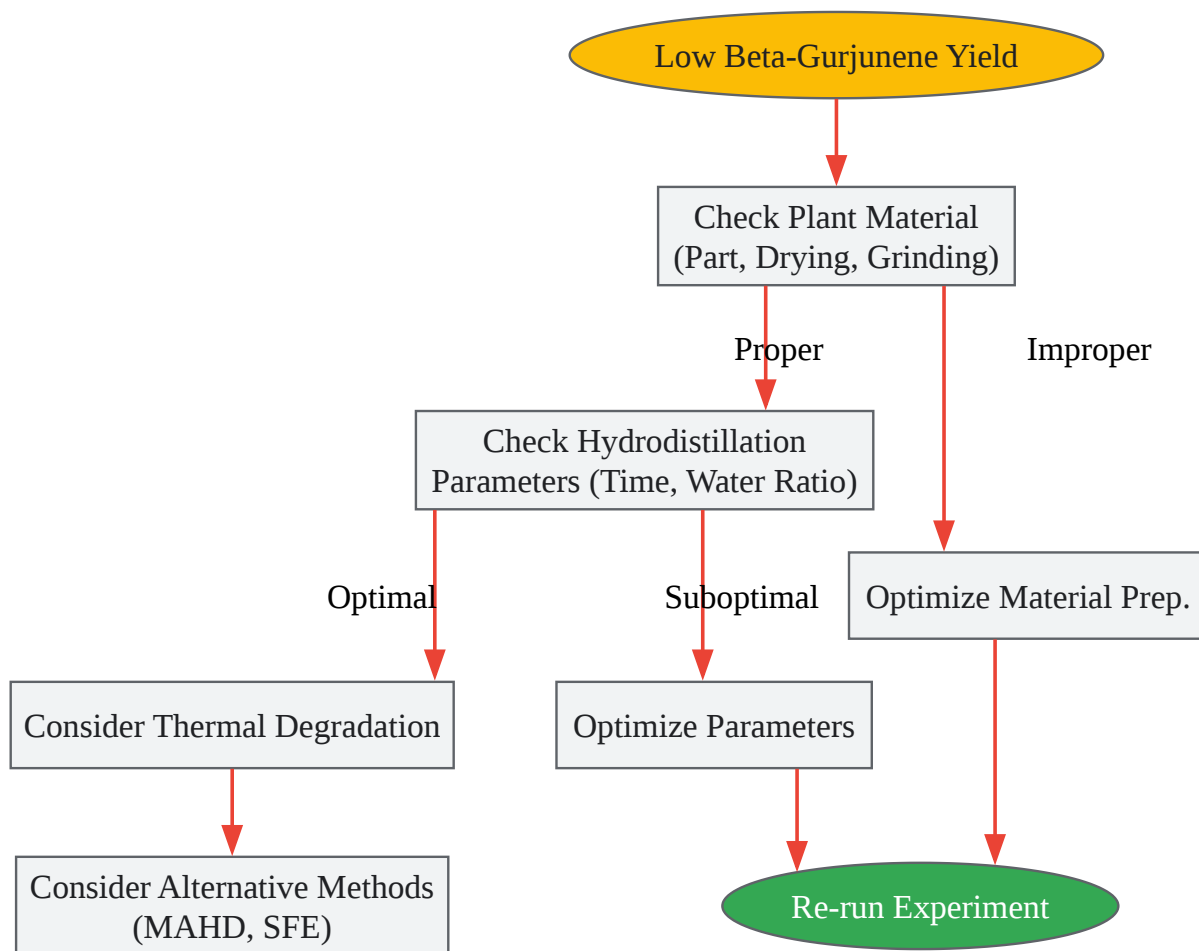 Low Beta-Gurjunene Yield
Check Plant Material
(Part, Drying, Grinding)
Proper
Improper
Check Hydrodistillation
Parameters (Time, Water Ratio)
Optimal
Suboptimal
Optimize Material Prep.
Consider Thermal Degradation
Optimize Parameters
Consider Alternative Methods
(MAHD, SFE)
Re-run Experiment